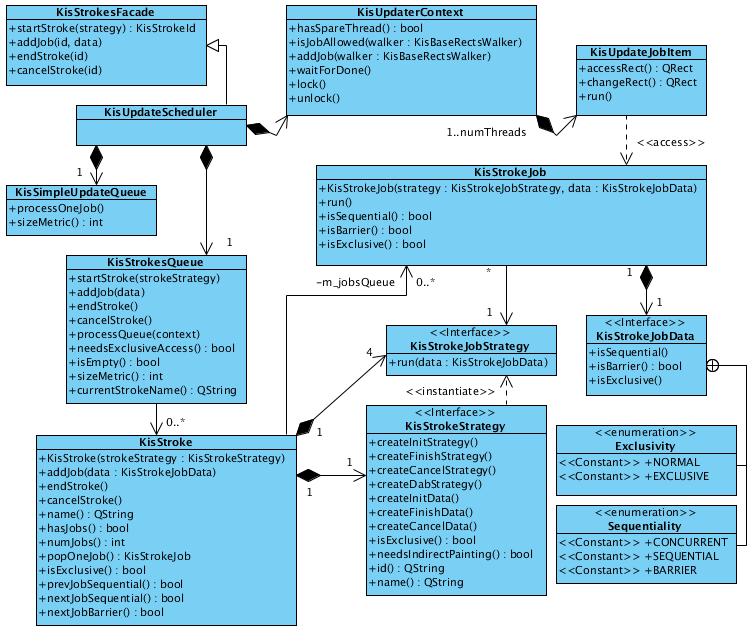 KisStrokesFacade
+startStroke(strategy) : KisStrokeId
+addJob(id, data)
+endStroke(id)
+cancelStroke(id)
KisUpdaterContext
+hasSpareThread() : bool
+isJobAllowed(walker : KisBaseRectsWalker)
+addJob(walker : KisBaseRectsWalker)
+waitForDone()
+lock()
+unlock()
KisUpdateJobItem
+accessRect() : QRect
+changeRect() : QRect
+run()
KisUpdateScheduler
1..numThreads
<<access>>
1
KisSimpleUpdateQueue
+processOneJob()
+sizeMetric() : int
KisStrokeJob
+KisStrokeJob(strategy : KisStrokeJobStrategy, data : KisStrokeJobData)
+run()
+isSequential() : bool
+isBarrier() : bool
+isExclusive() : bool
1
KisStrokesQueue
+startStroke(strokeStrategy)
+addJob(data)
+endStroke()
+cancelStroke()
+processQueue(context)
+needsExclusiveAccess() : bool
+isEmpty() : bool
+sizeMetric() : int
+currentStrokeName() : QString
-m_jobsQueue
0..*
*
1
1
1
<<Interface>>
KisStrokeJobStrategy
+run(data : KisStrokeJobData)
<<Interface>>
KisStrokeJobData
+isSequential()
+isBarrier() : bool
+isExclusive()
4
<<instantiate>>
0..*
1
KisStroke
+KisStroke(strokeStrategy : KisStrokeStrategy)
+addJob(data : KisStrokeJobData)
+endStroke()
+cancelStroke()
+name() : QString
+hasJobs() : bool
+numJobs() : int
+popOneJob() : KisStrokeJob
+isExclusive() : bool
+prevJobSequential() : bool
+nextJobSequential() : bool
+nextJobBarrier() : bool
1
1
<<Interface>>
KisStrokeStrategy
+createInitStrategy()
+createFinishStrategy()
+createCancelStrategy()
+createDabStrategy()
+createInitData()
+createFinishData()
+createCancelData()
+isExclusive() : bool
+needsIndirectPainting() : bool
+id() : QString
+name() : QString
<<enumeration>>
Exclusivity
<<Constant>> +NORMAL
<<Constant>> +EXCLUSIVE
<<enumeration>>
Sequentiality
<<Constant>> +CONCURRENT
<<Constant>> +SEQUENTIAL
<<Constant>> +BARRIER